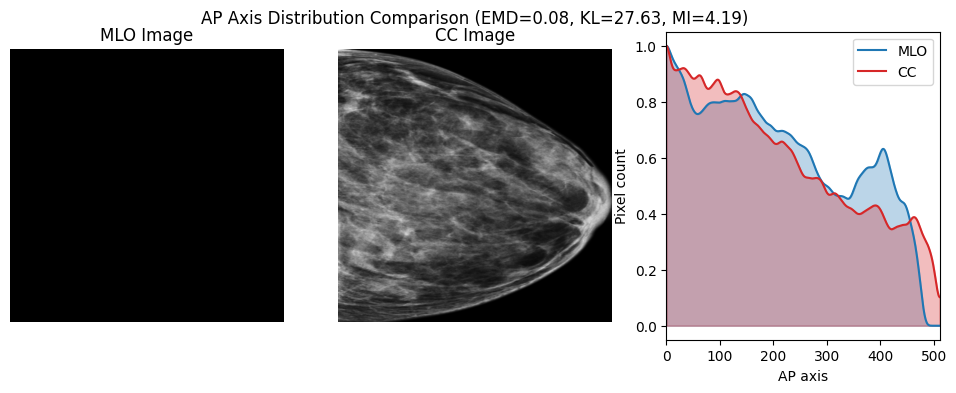 AP Axis Distribution Comparison (EMD=0.08, KL=27.63, MI=4.19)
MLO Image
CC Image
MLO
CC
Pixel count
1.0
0.8
0.6
0.4
0.2
0.0
0 100 200 300 400 500
AP axis